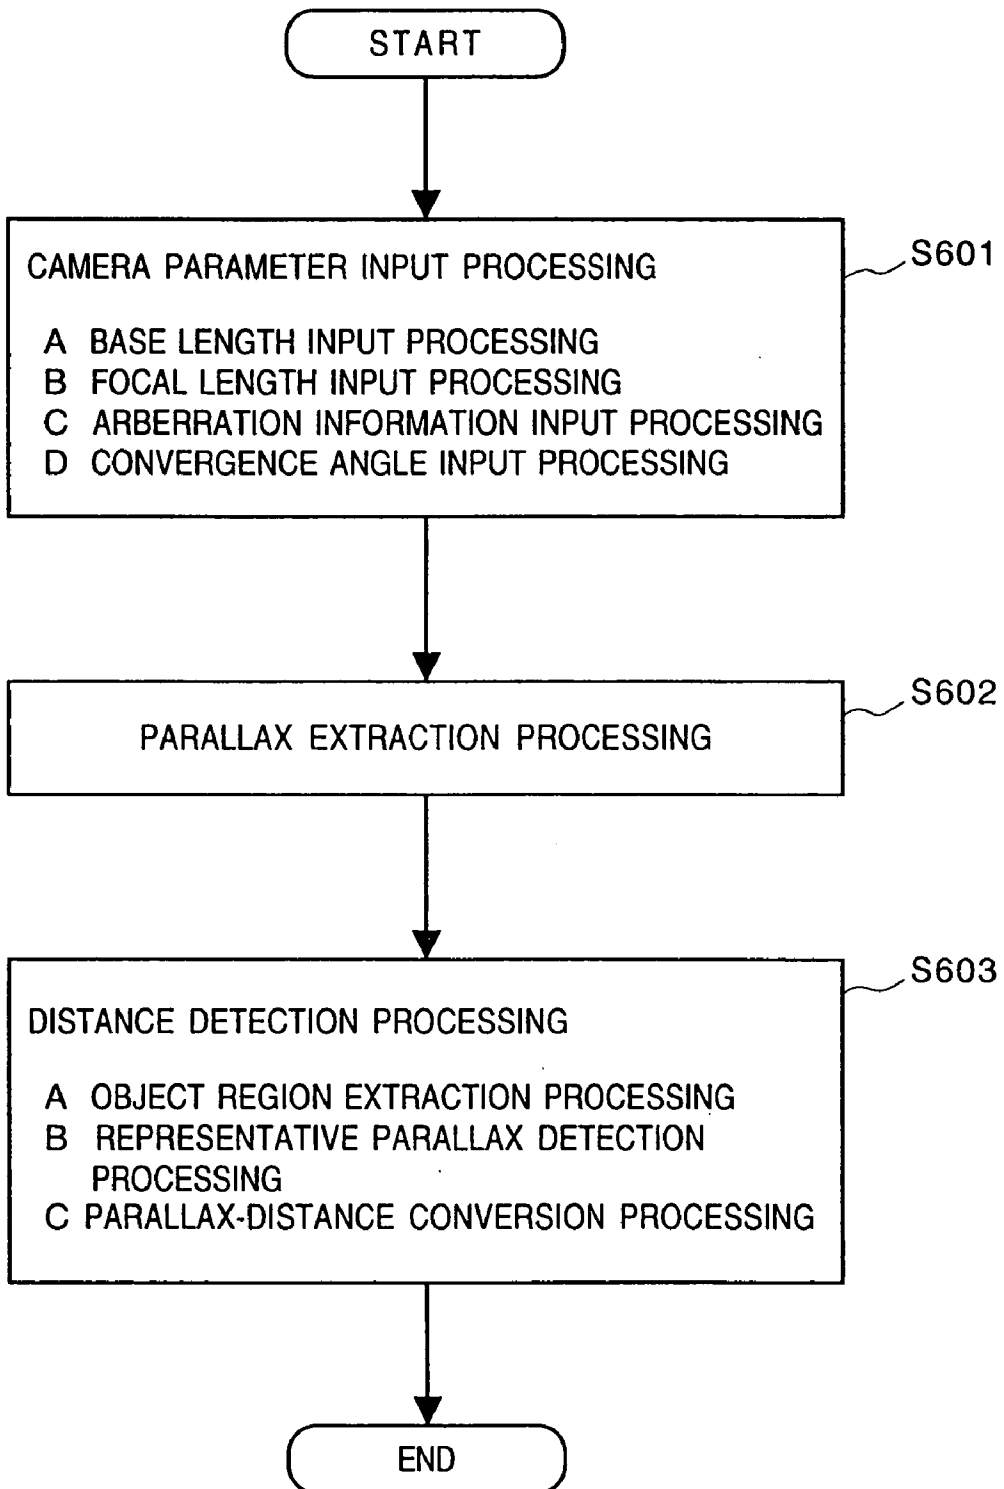 START
CAMERA PARAMETER INPUT PROCESSING
S601
A BASE LENGTH INPUT PROCESSING
B FOCAL LENGTH INPUT PROCESSING
C ARBERRATION INFORMATION INPUT PROCESSING
D CONVERGENCE ANGLE INPUT PROCESSING
S602
PARALLAX EXTRACTION PROCESSING
S603
DISTANCE DETECTION PROCESSING
A OBJECT REGION EXTRACTION PROCESSING
B REPRESENTATIVE PARALLAX DETECTION
PROCESSING
C PARALLAX-DISTANCE CONVERSION PROCESSING
END